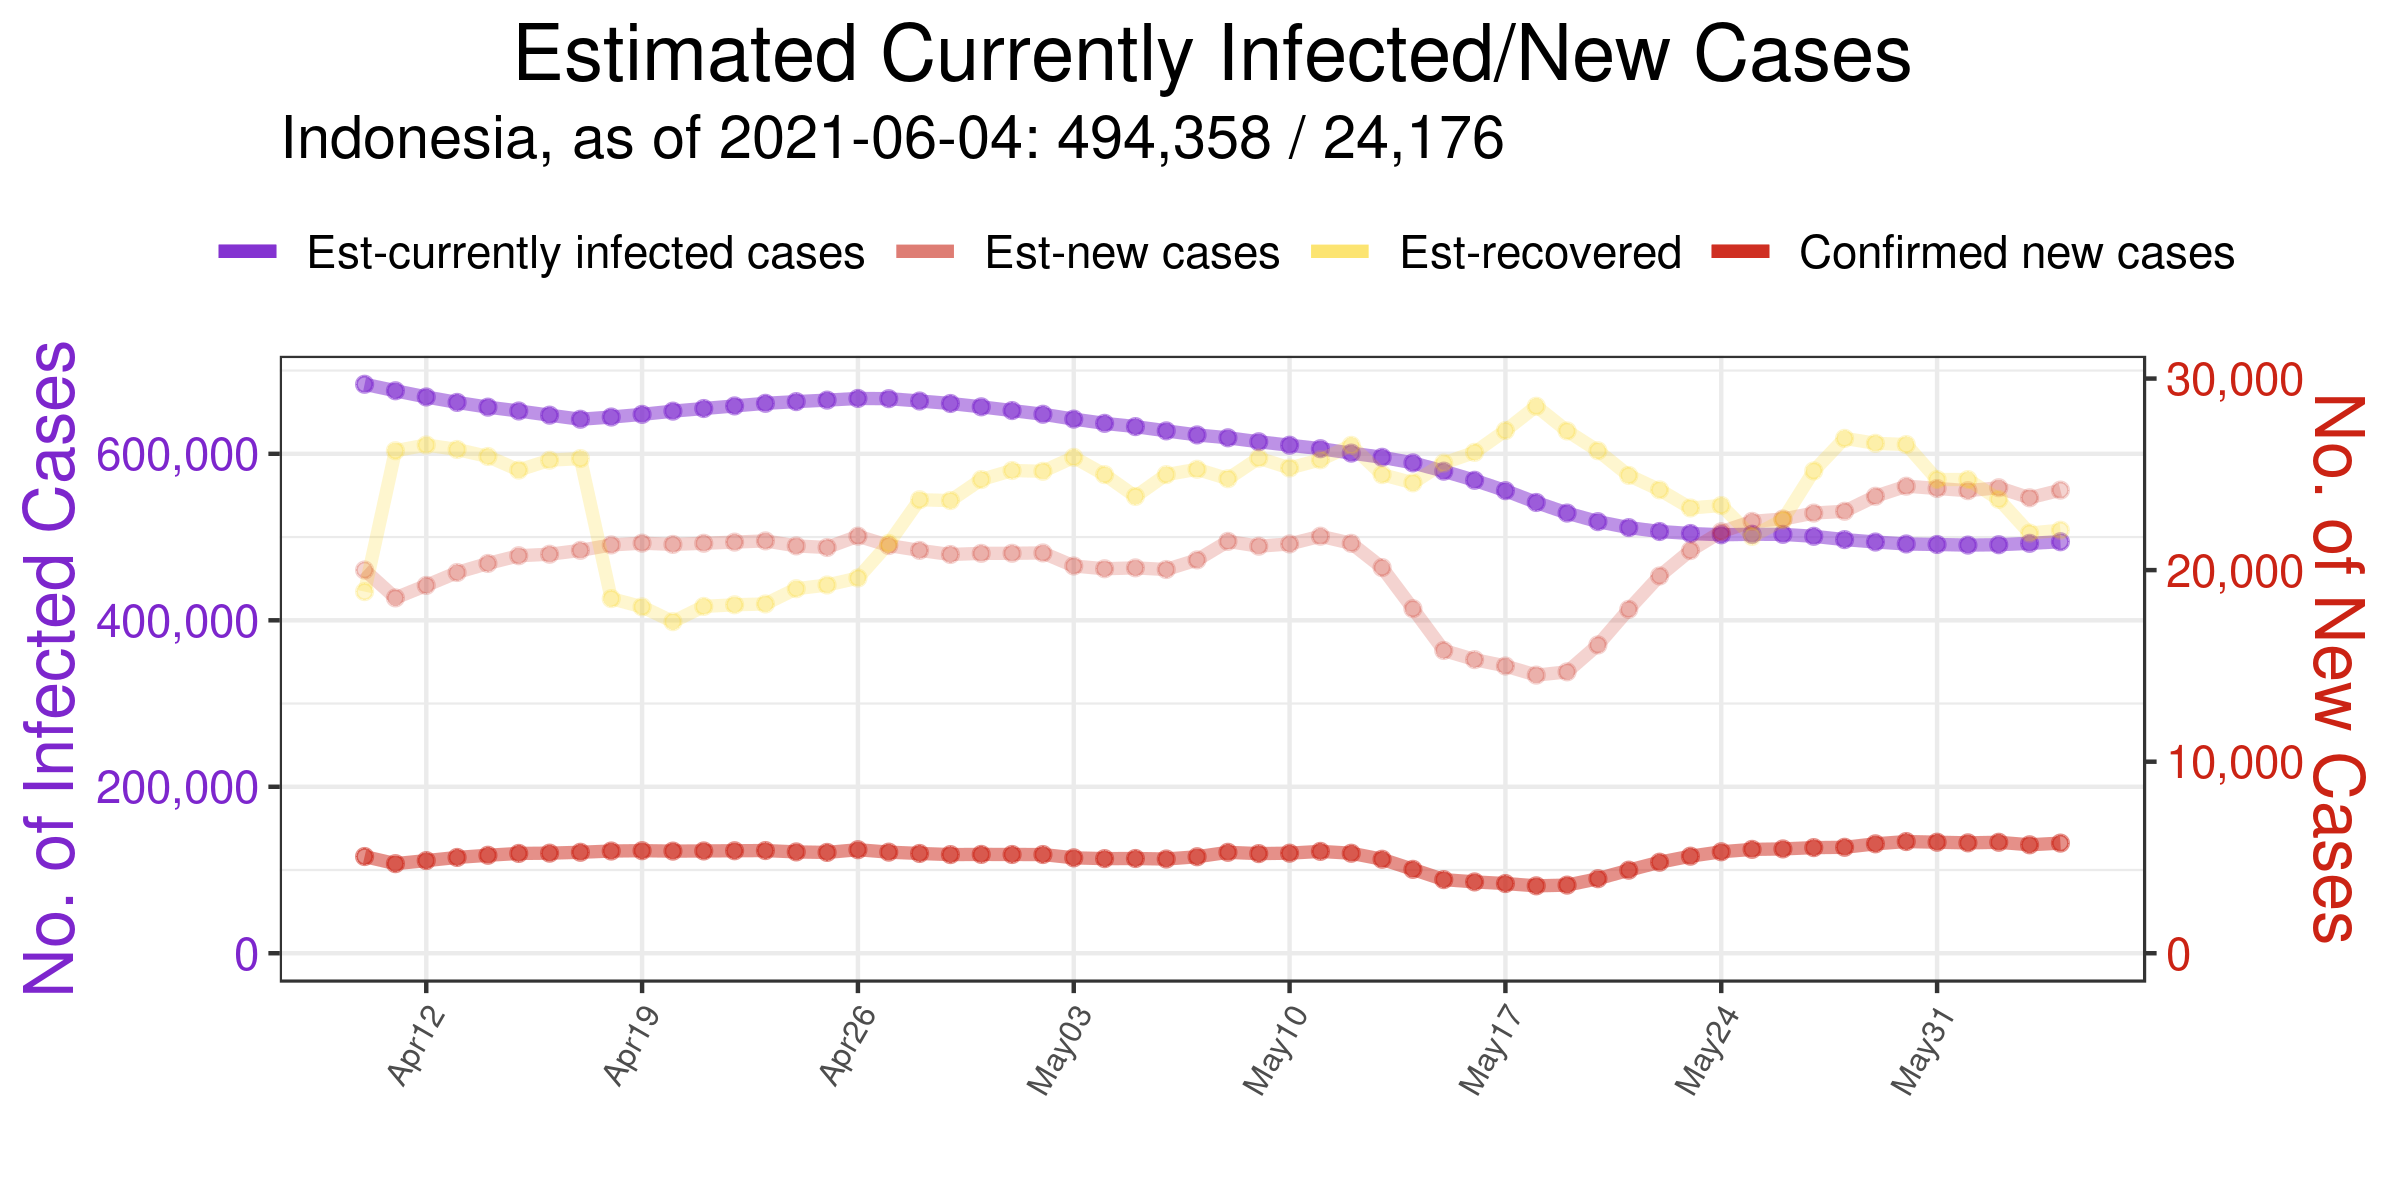 Estimated Currently Infected/New Cases
Indonesia, as of 2021-06-04: 494,358 / 24,176
Est-currently infected cases Est-new cases Est-recovered Confirmed new cases
No. of Infected Cases
600,000
400,000
200,000
0
30,000
20,000
10,000
0
No. of New Cases
Apr12 Apr19 Apr26 May03 May10 May17 May24 May31